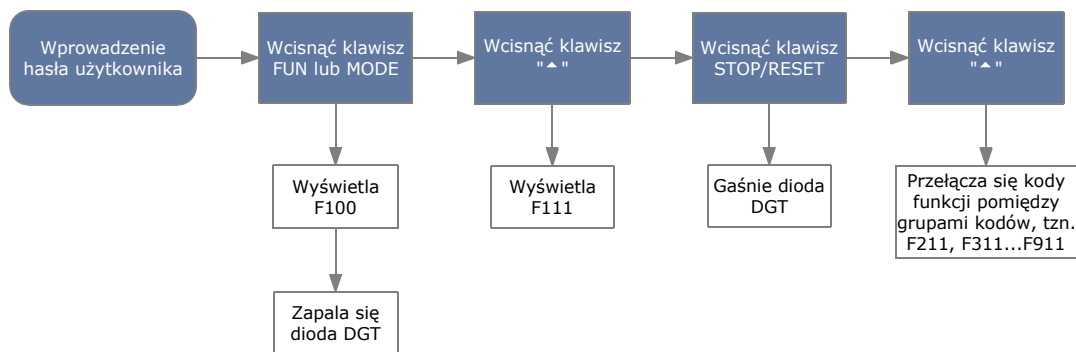 Wprowadzenie
hasła użytkownika
Wcisnąć klawisz
FUN lub MODE
Wcisnąć klawisz
"▲"
Wcisnąć klawisz
STOP/RESET
Wcisnąć klawisz
"▲"
Wyświetla
F100
Wyświetla
F111
Gaśnie dioda
DGT
Przełącza się kody
funkcji pomiędzy
grupami kodów, tzn.
F211, F311...F911
Zapala się
dioda DGT